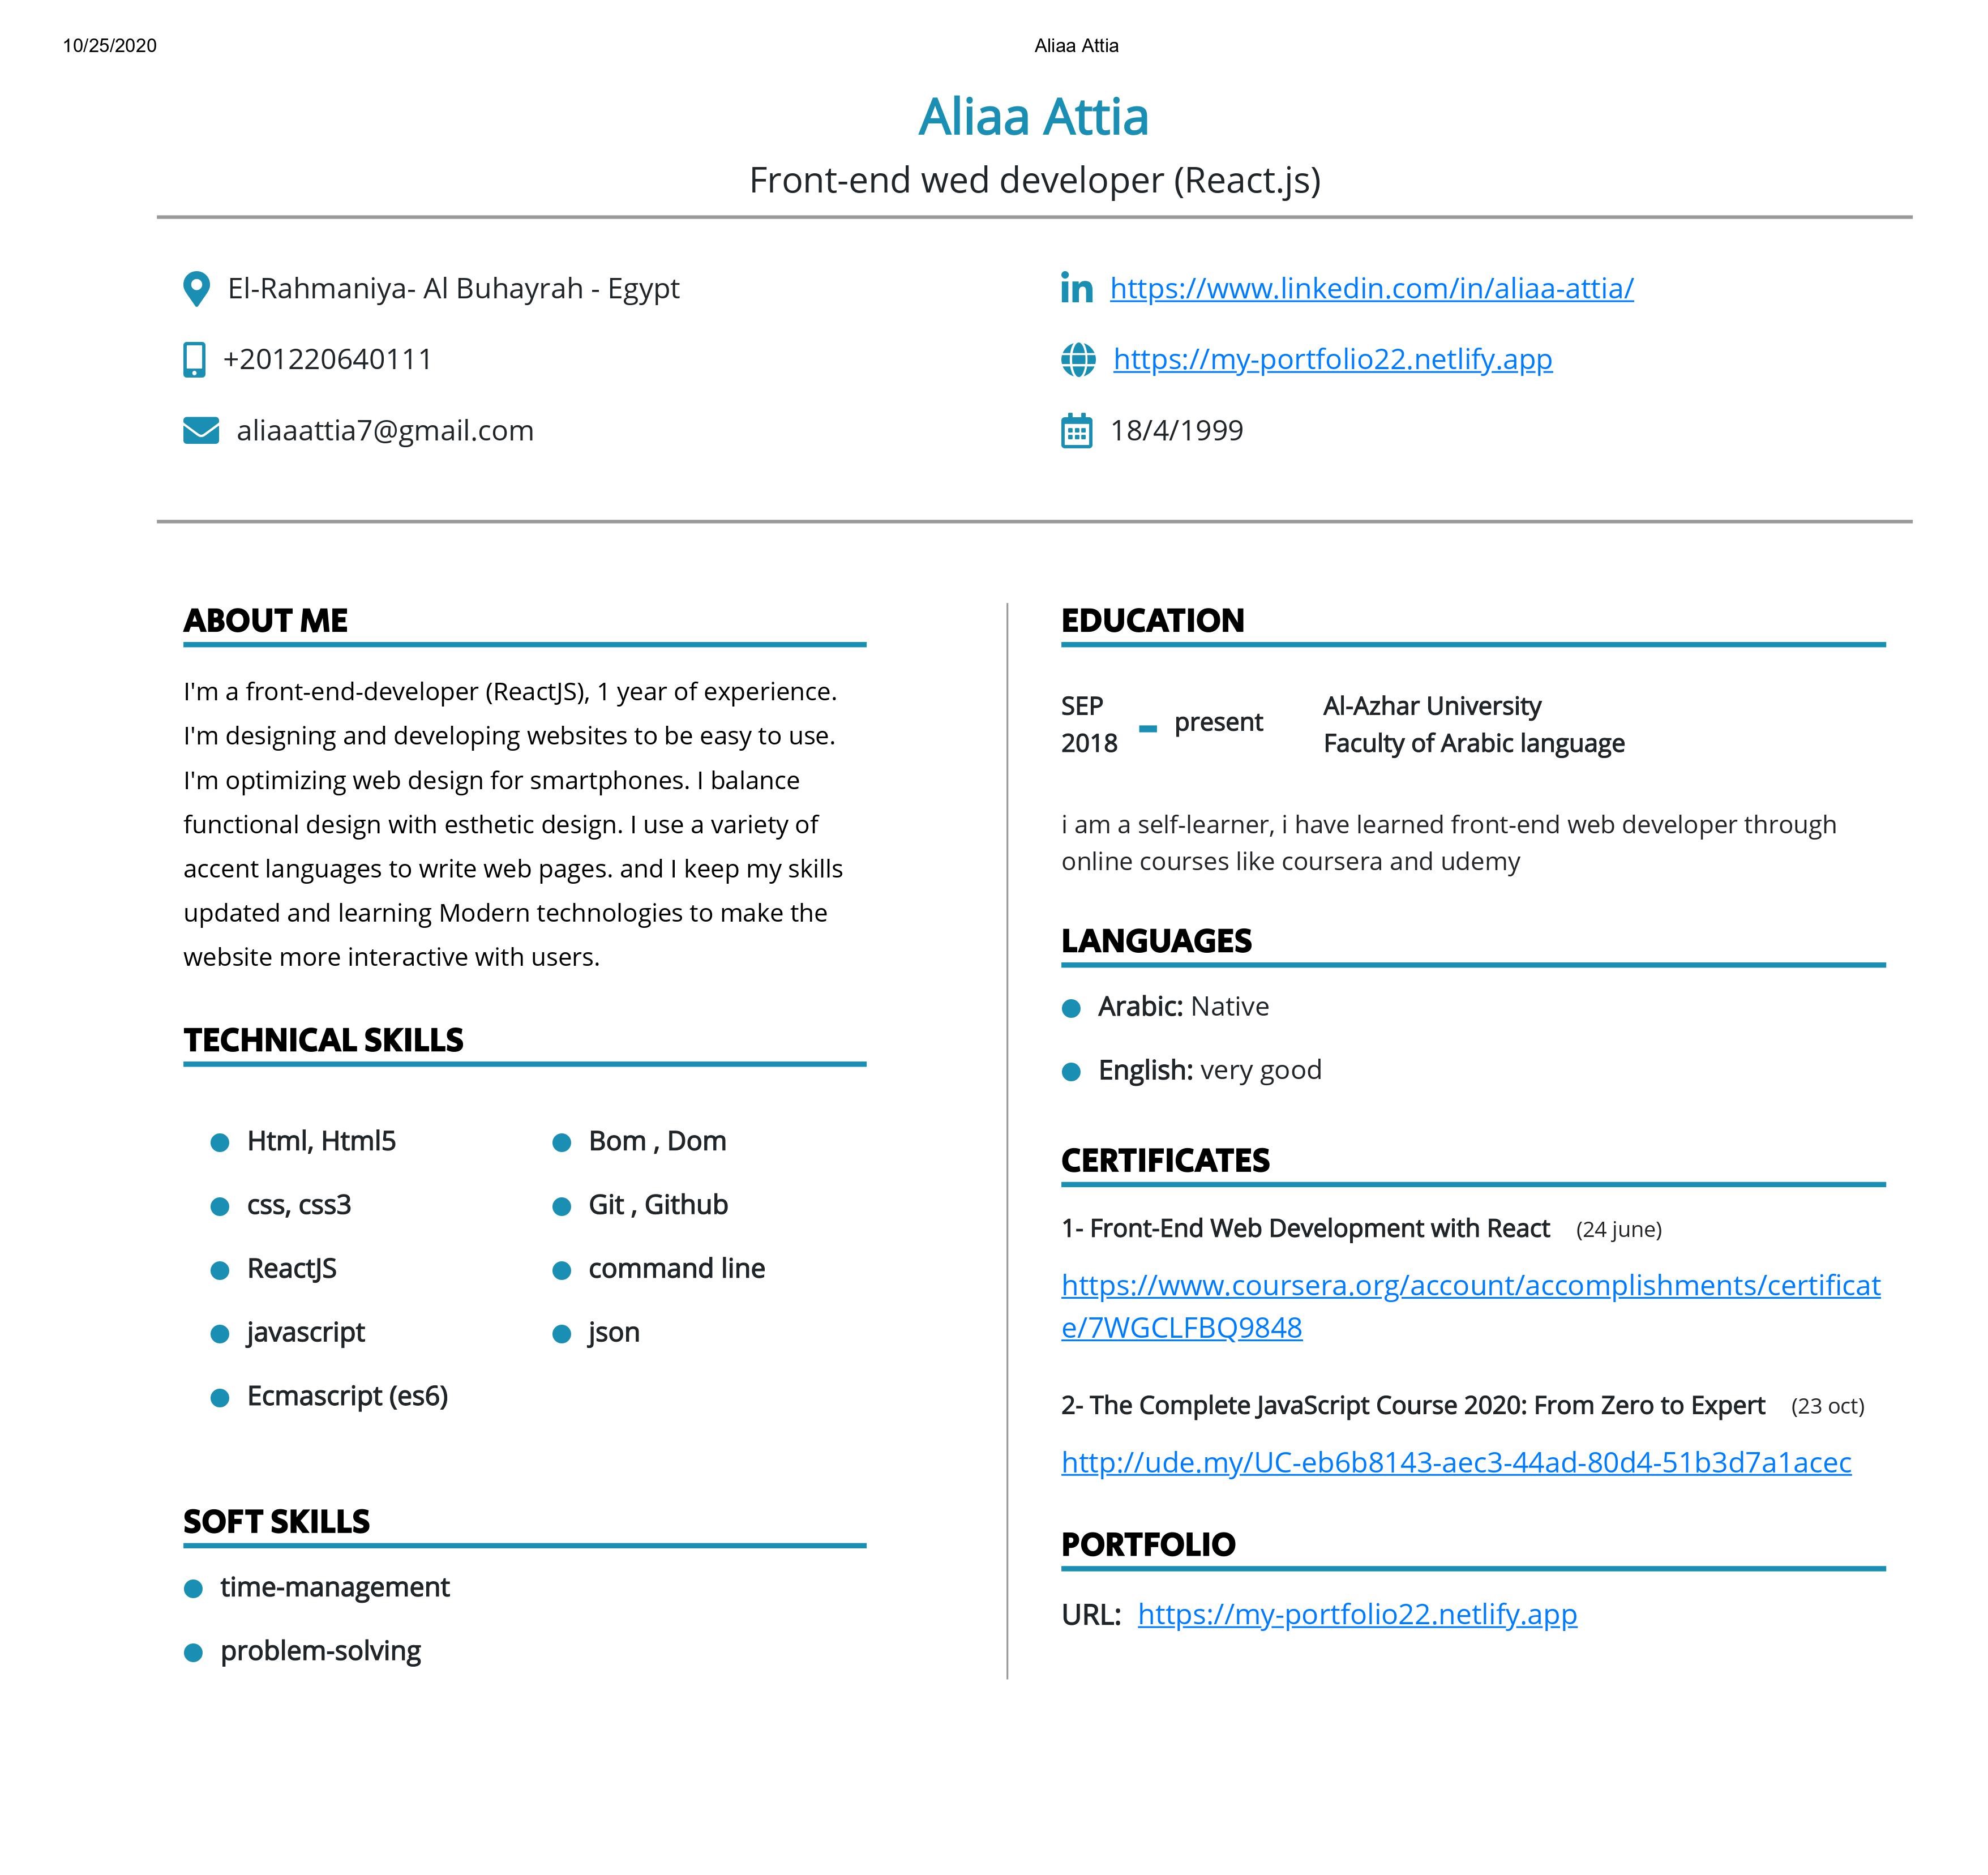 10/25/2020
Aliaa Attia
Aliaa Attia
Front-end wed developer (React.js)
El-Rahmaniya- Al Buhayrah - Egypt
+201220640111
aliaaattia7@gmail.com
https://www.linkedin.com/in/aliaa-attia/
https://my-portfolio22.netlify.app
18/4/1999
ABOUT ME
I'm a front-end-developer (ReactJS), 1 year of experience.
I'm designing and developing websites to be easy to use.
I'm optimizing web design for smartphones. I balance
functional design with esthetic design. I use a variety of
accent languages to write web pages. and I keep my skills
updated and learning Modern technologies to make the
website more interactive with users.
TECHNICAL SKILLS
Html, Html5
css, css3
ReactJS
javascript
Ecmascript (es6)
Bom , Dom
Git , Github
command line
json
SOFT SKILLS
time-management
problem-solving
EDUCATION
SEP
2018
- present
Al-Azhar University
Faculty of Arabic language
i am a self-learner, i have learned front-end web developer through
online courses like coursera and udemy
LANGUAGES
Arabic: Native
English: very good
CERTIFICATES
1- Front-End Web Development with React (24 june)
https://www.coursera.org/account/accomplishments/certificat
e/7WGCLFBQ9848
2- The Complete JavaScript Course 2020: From Zero to Expert (23 oct)
http://ude.my/UC-eb6b8143-aec3-44ad-80d4-51b3d7a1acec
PORTFOLIO
URL: https://my-portfolio22.netlify.app